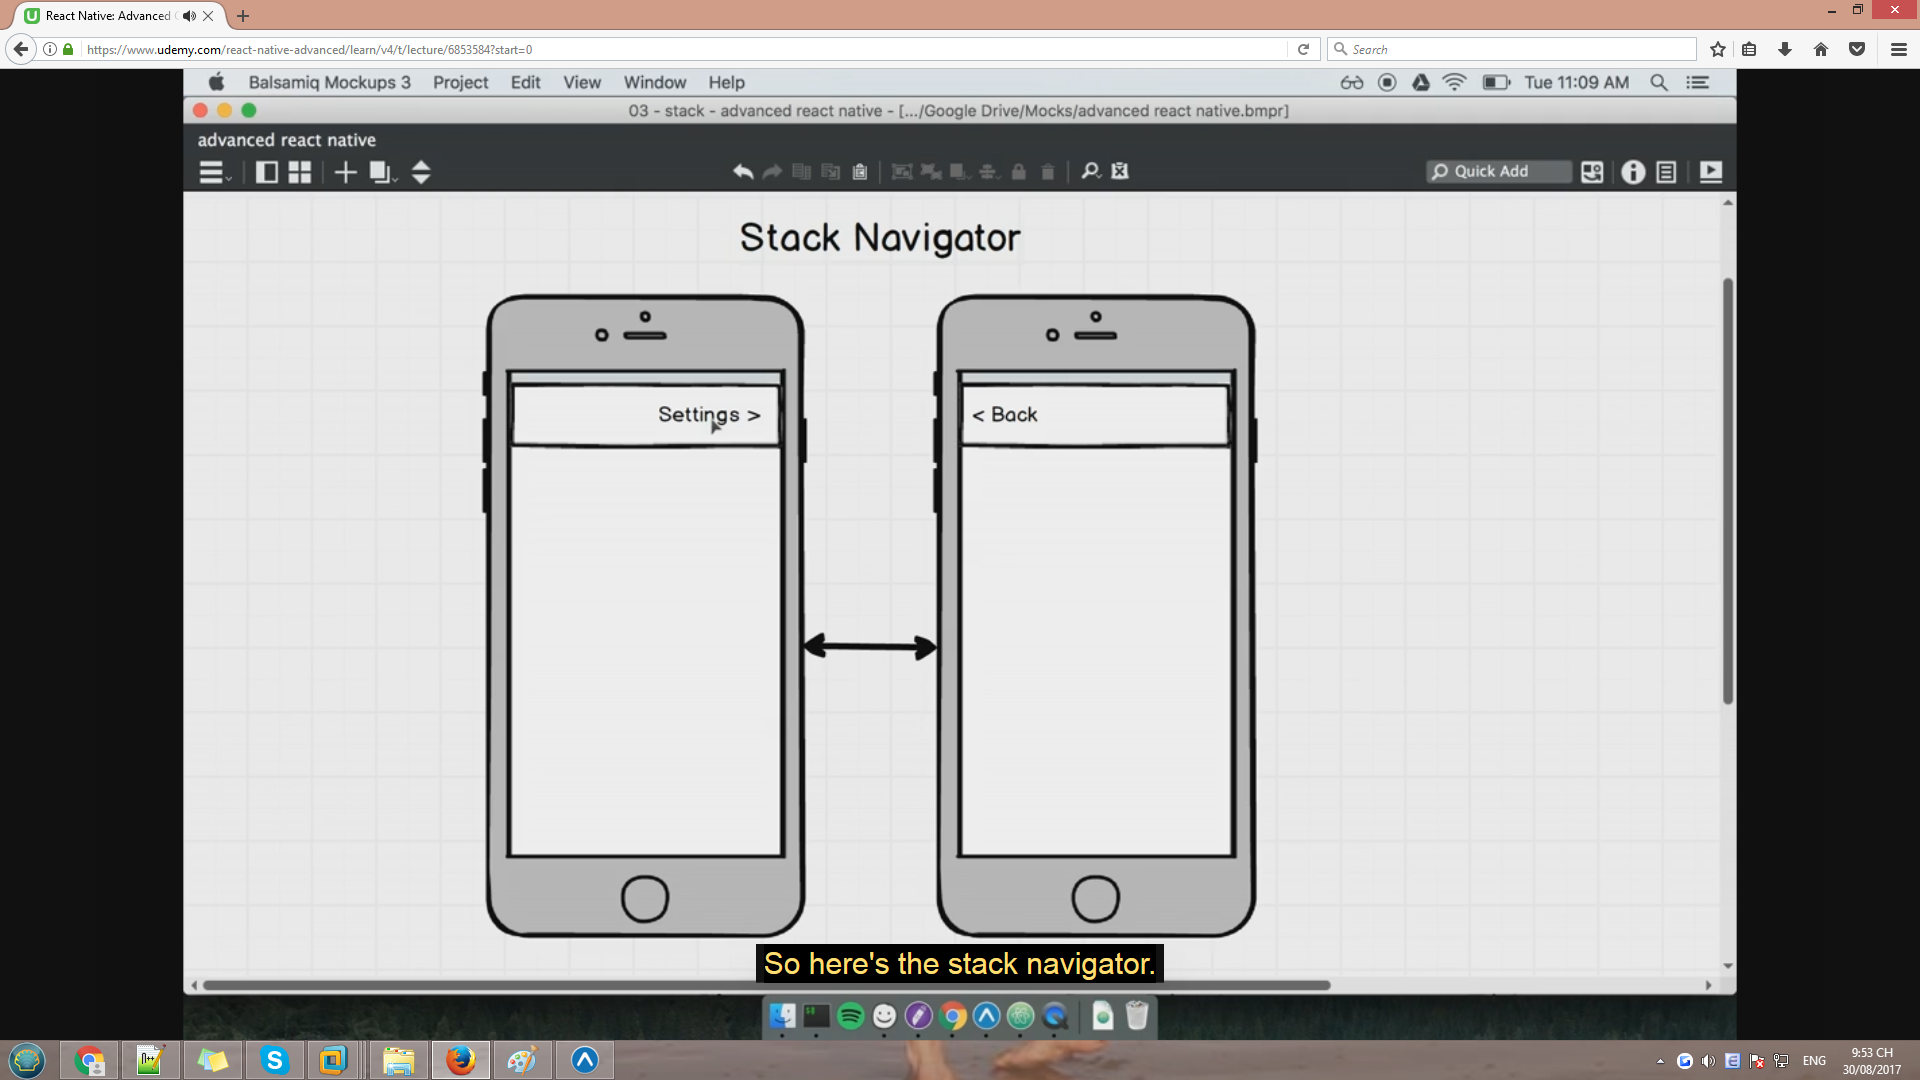 React Native: Advanced
https://www.udemy.com/react-native-advanced/learn/v4/t/lecture/6853584?start=0
Search
Balsamiq Mockups 3 Project Edit View Window Help
Tue 11:09 AM
03 - stack - advanced react native - [.../Google Drive/Mocks/advanced react native.bmpr]
advanced react native
Quick Add
Stack Navigator
Settings >
< Back
So here's the stack navigator.
ENG
9:53 CH
30/08/2017